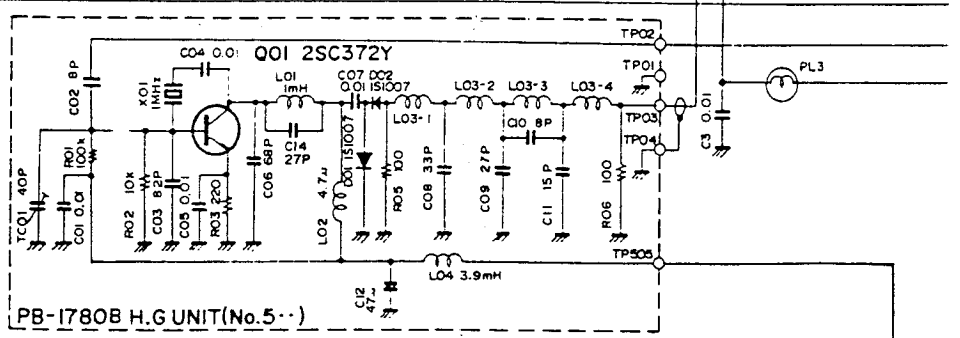 TP02
C04 0.01
Q01 2SC372Y
TP01
PL3
C02 8P
X01
1MHz
L01
1mH
C07
0.01
DO2
1S1007
L03-1
L03-2
L03-3
L03-4
C10 8P
TP03
TP04
C3 0.01
C14
27P
R01
100k
TC01 40P
C01 0.01
R02 10k
C03 82P
C05 0.01
R03 220
C06 68P
L02 4.7μ
D01 1S1007
R05 100
C08 33P
C09 27P
C11 15P
R06 100
TP505
L04 3.9mH
C12
47μ
PB-1780B H.G UNIT(No.5··)